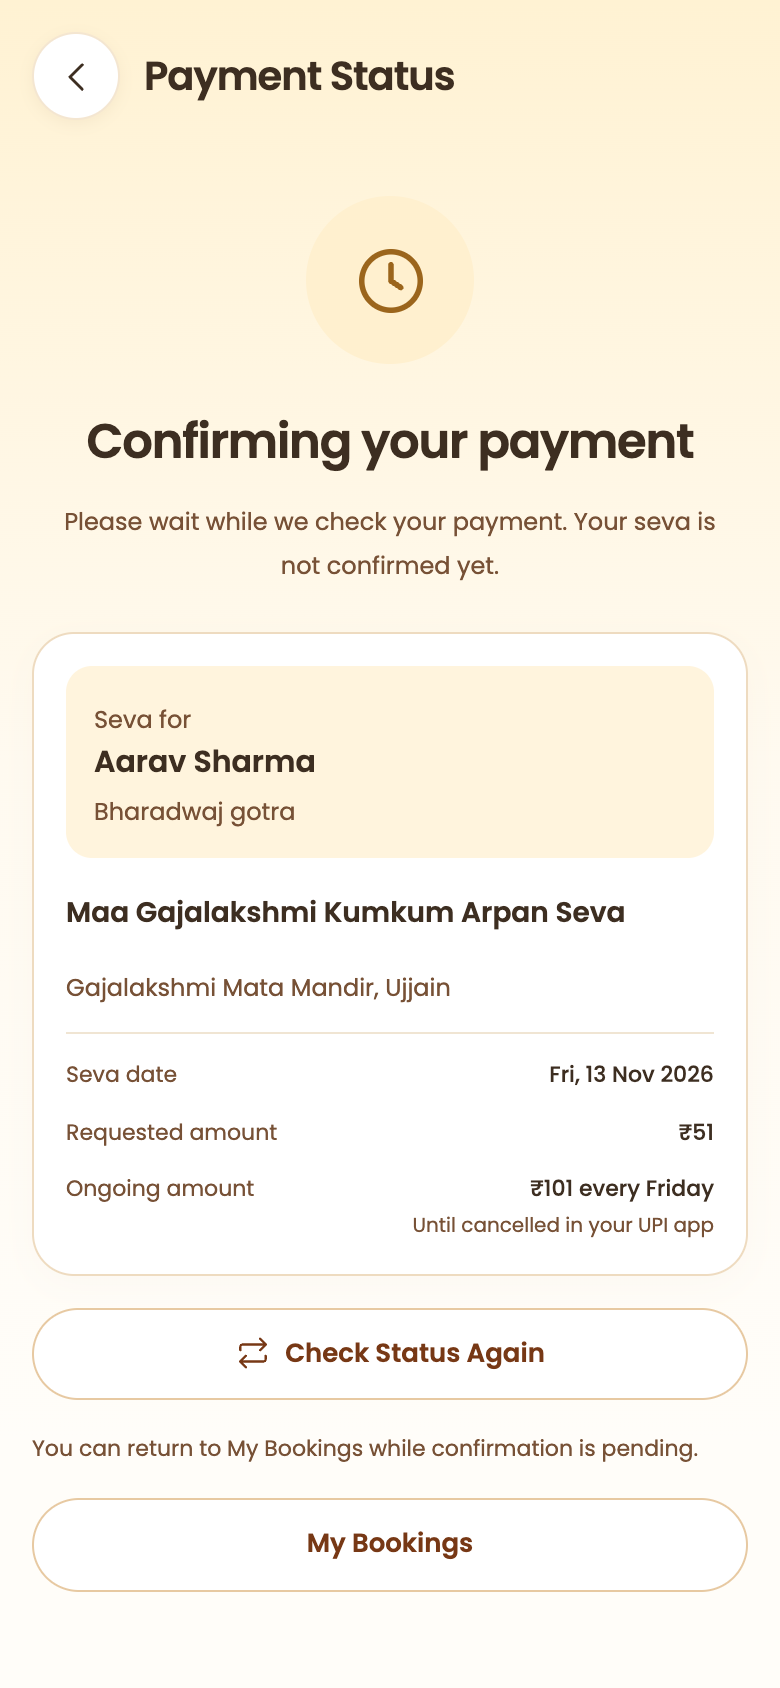 Payment Status
Confirming your payment
Please wait while we check your payment. Your seva is
not confirmed yet.
Seva for
Aarav Sharma
Bharadwaj gotra
Maa Gajalakshmi Kumkum Arpan Seva
Gajalakshmi Mata Mandir, Ujjain
Seva date Fri, 13 Nov 2026
Requested amount ₹51
Ongoing amount ₹101 every Friday
Until cancelled in your UPI app
Check Status Again
You can return to My Bookings while confirmation is pending.
My Bookings